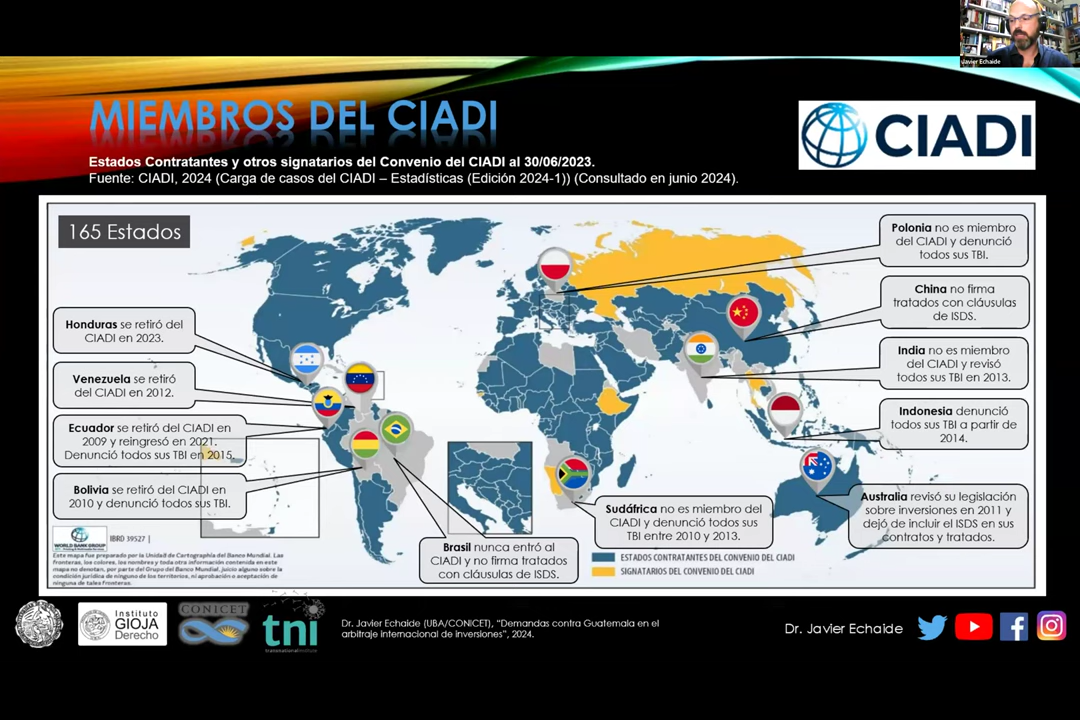 Javier Echaide
MIEMBROS DEL CIADI
CIADI
Estados Contratantes y otros signatarios del Convenio del CIADI al 30/06/2023.
Fuente: CIADI, 2024 (Carga de casos del CIADI – Estadísticas (Edición 2024-1)) (Consultado en junio 2024).
165 Estados
Honduras se retiró del
CIADI en 2023.
Venezuela se retiró
del CIADI en 2012.
Ecuador se retiró del CIADI en
2009 y reingresó en 2021.
Denunció todos sus TBI en 2015.
Bolivia se retiró del CIADI en
2010 y denunció todos sus TBI.
Brasil nunca entró al
CIADI y no firma tratados
con cláusulas de ISDS.
Sudáfrica no es miembro del
CIADI y denunció todos sus
TBI entre 2010 y 2013.
Polonia no es miembro
del CIADI y denunció
todos sus TBI.
China no firma
tratados con cláusulas
de ISDS.
India no es miembro
del CIADI y revisó
todos sus TBI en 2013.
Indonesia denunció
todos sus TBI a partir de
2014.
Australia revisó su legislación
sobre inversiones en 2011 y
dejó de incluir el ISDS en sus
contratos y tratados.
ESTADOS CONTRATANTES DEL CONVENIO DEL CIADI
SIGNATARIOS DEL CONVENIO DEL CIADI
WORLD BANK GROUP
IBRD 39527 |
Este mapa fue preparado por la Unidad de Cartografía del Banco Mundial. Las
fronteras, los colores, los nombres y toda otra información contenida en este
mapa no denotan, por parte del Grupo del Banco Mundial, juicio alguno sobre la
condición jurídica de ninguno de los territorios, ni aprobación o aceptación de
ninguna de tales fronteras.
Instituto
GIOJA
Derecho
CONICET
tni
transnationalinstitute
Dr. Javier Echaide (UBA/CONICET), “Demandas contra Guatemala en el
arbitraje internacional de inversiones”, 2024.
Dr. Javier Echaide